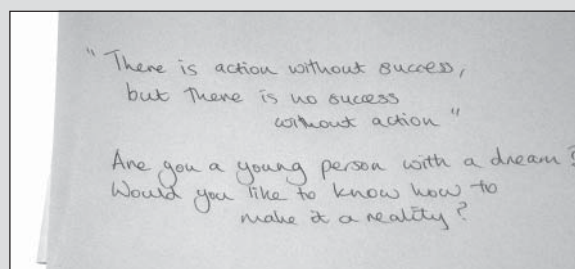 "There is action without success,
but there is no success
without action"
Are you a young person with a dream?
Would you like to know how to
make it a reality?